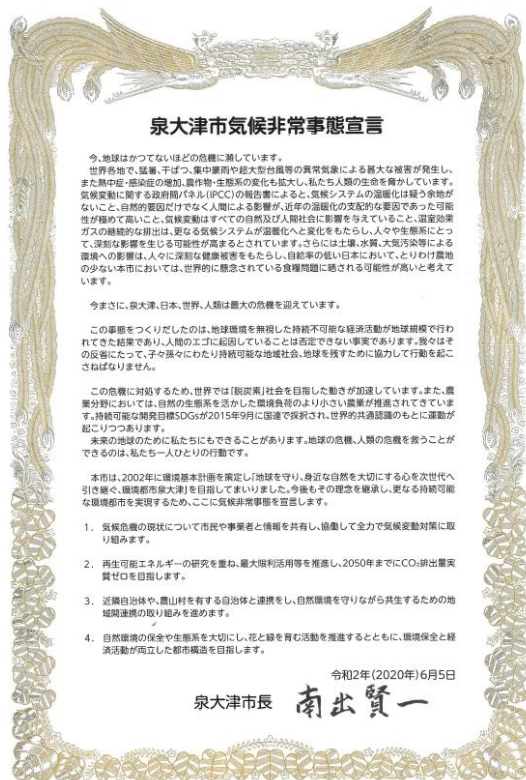 泉大津市気候非常事態宣言
今、地球はかつてないほどの危機に瀕しています。
世界各地で、猛暑、干ばつ、集中豪雨や超大型台風等の異常気象による甚大な被害が発生し、
また熱中症・感染症の増加、農作物・生態系の変化も拡大し、私たち人類の生命を脅かしています。
気候変動に関する政府間パネル(IPCC)の報告書によると、気候システムの温暖化は疑う余地が
ないこと、自然的要因だけでなく人間による影響が、近年の温暖化の支配的な要因であった可能
性が極めて高いこと、気候変動はすべての自然及び人間社会に影響を与えていること、温室効果
ガスの継続的な排出は、更なる気候システムが温暖化へと変化をもたらし、人々や生態系にとっ
て、深刻な影響を生じる可能性が高まるとされています。さらには土壌、水質、大気汚染等による
環境への影響は、人々に深刻な健康被害をもたらし、自給率の低い日本において、とりわけ農地
の少ない本市においては、世界的に懸念されている食糧問題に晒される可能性が高いと考えて
います。
今まさに、泉大津、日本、世界、人類は最大の危機を迎えています。
この事態をつくりだしたのは、地球環境を無視した持続不可能な経済活動が地球規模で行わ
れてきた結果であり、人間のエゴに起因していることは否定できない事実であります。我々はそ
の反省にたって、子々孫々にわたり持続可能な地域社会、地球を残すために協力して行動を起こ
さねばなりません。
この危機に対処するため、世界では「脱炭素」社会を目指した動きが加速しています。また、農
業分野においては、自然の生態系を活かした環境負荷のより小さい農業が推進されてきていま
す。持続可能な開発目標SDGsが2015年9月に国連で採択され、世界的共通認識のもとに運動が
起こりつつあります。
未来の地球のために私たちにもできることがあります。地球の危機、人類の危機を救うことが
できるのは、私たち一人ひとりの行動です。
本市は、2002年に環境基本計画を策定し「地球を守り、身近な自然を大切にする心を次世代へ
引き継ぐ、環境都市泉大津」を目指してまいりました。今後もその理念を継承し、更なる持続可能
な環境都市を実現するため、ここに気候非常事態を宣言します。
1. 気候危機の現状について市民や事業者と情報を共有し、協働して全力で気候変動対策に取
り組みます。
2. 再生可能エネルギーの研究を重ね、最大限利活用等を推進し、2050年までにCO₂排出量実
質ゼロを目指します。
3. 近隣自治体や、農山村を有する自治体と連携をし、自然環境を守りながら共生するための地
域間連携の取り組みを進めます。
4. 自然環境の保全や生態系を大切にし、花と緑を育む活動を推進するとともに、環境保全と経
済活動が両立した都市構造を目指します。
令和2年(2020年)6月5日
泉大津市長 南出賢一